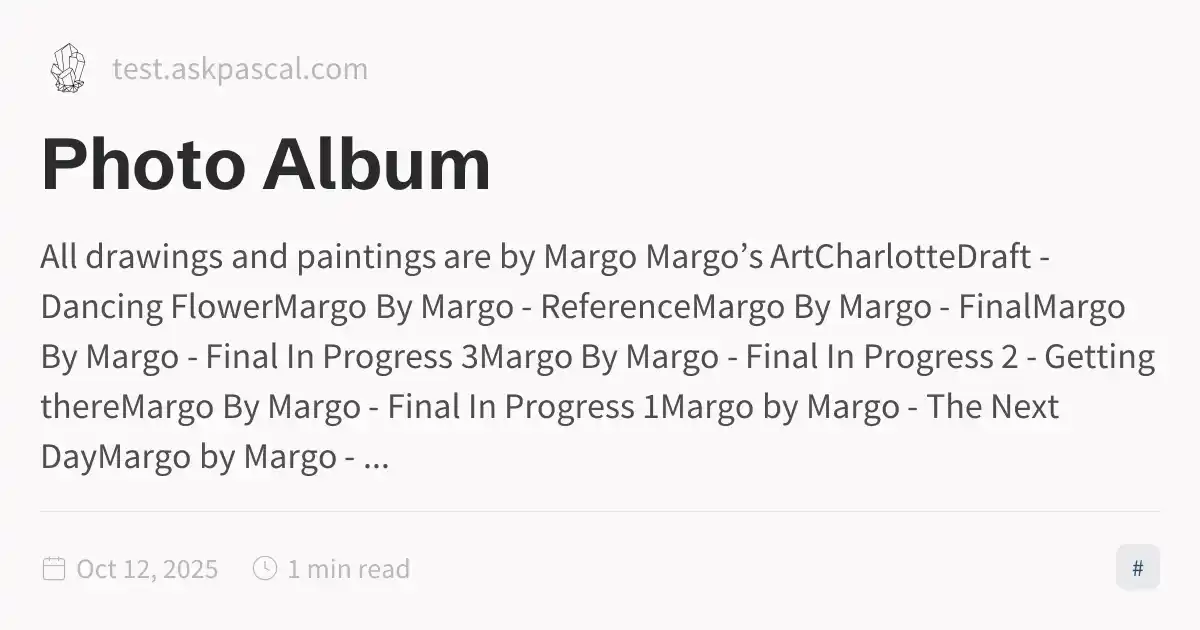 test.askpascal.com
Photo Album
All drawings and paintings are by Margo Margo’s ArtCharlotteDraft -
Dancing FlowerMargo By Margo - ReferenceMargo By Margo - FinalMargo
By Margo - Final In Progress 3Margo By Margo - Final In Progress 2 - Getting
thereMargo By Margo - Final In Progress 1Margo by Margo - The Next
DayMargo by Margo - ...
Oct 12, 2025 1 min read #